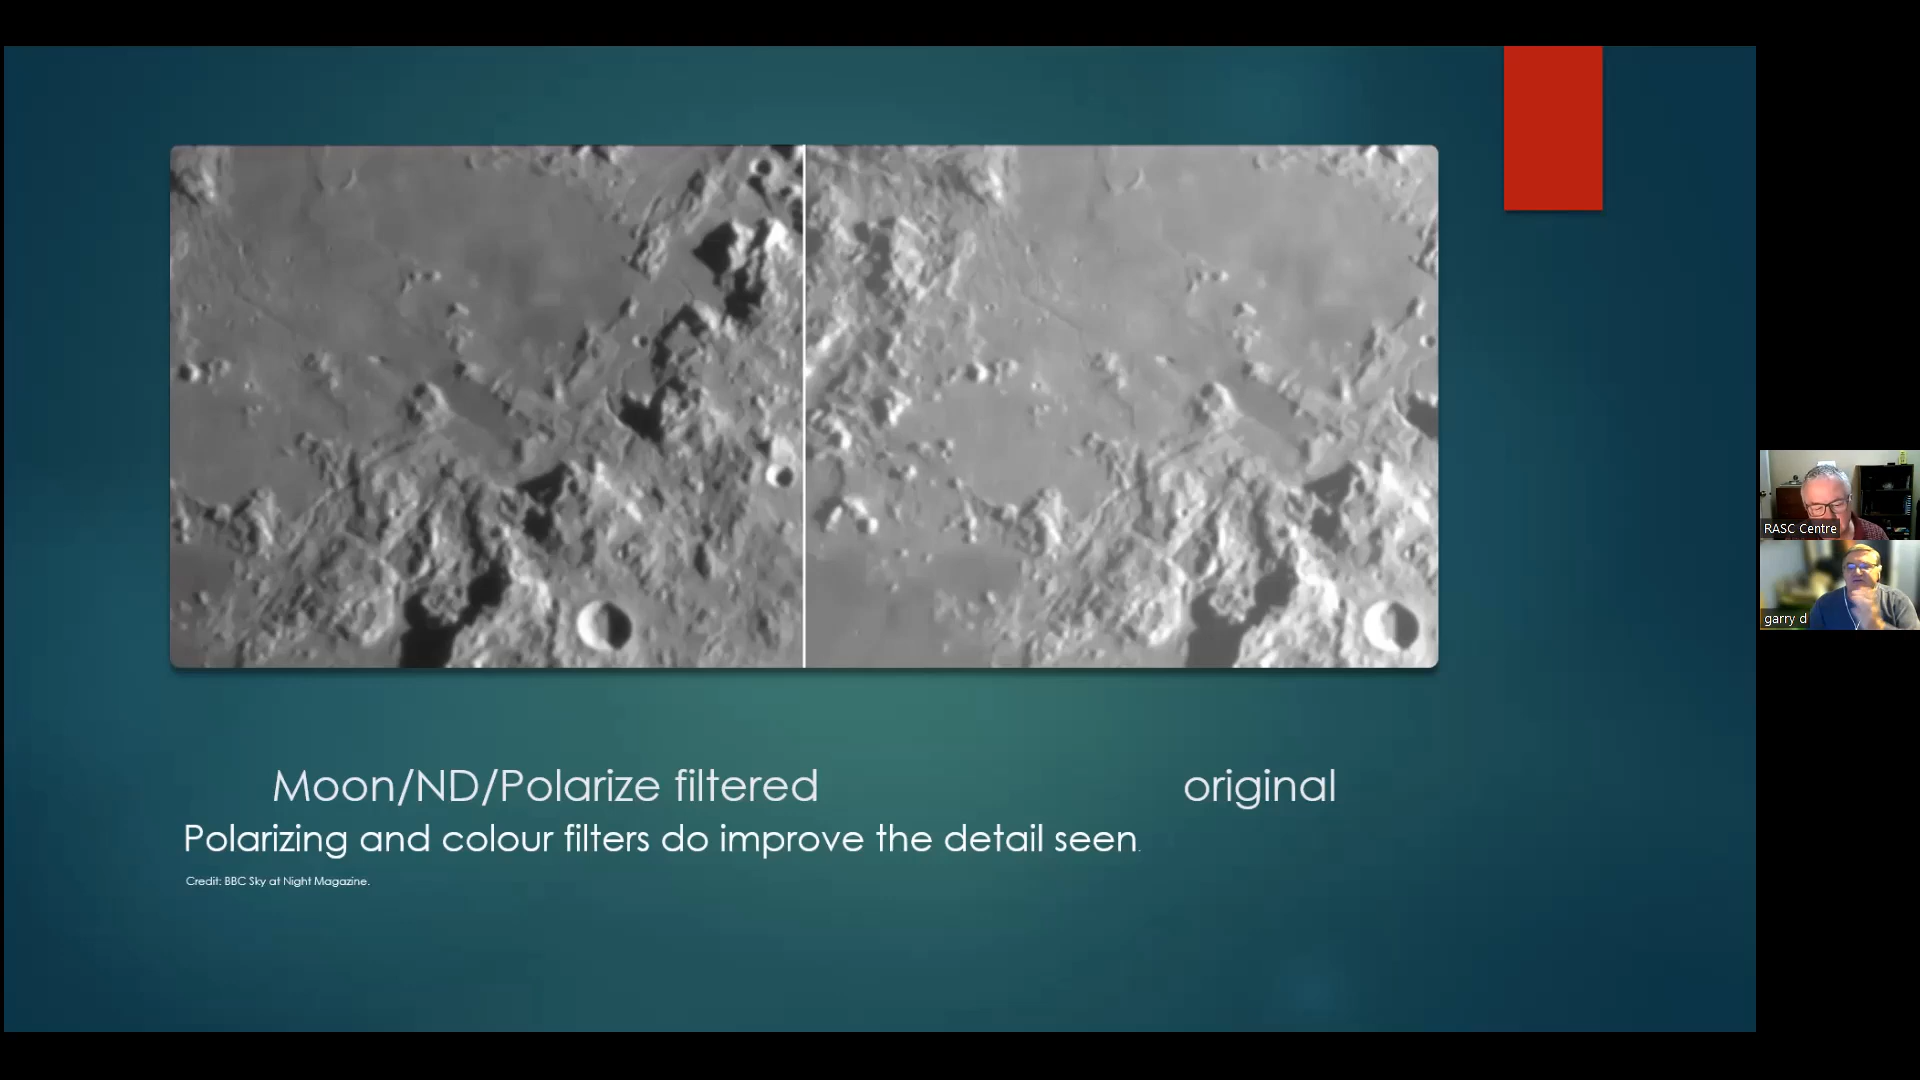 Moon/ND/Polarize filtered original
Polarizing and colour filters do improve the detail seen.
Credit: BBC Sky at Night Magazine.
RASC Centre
garry d